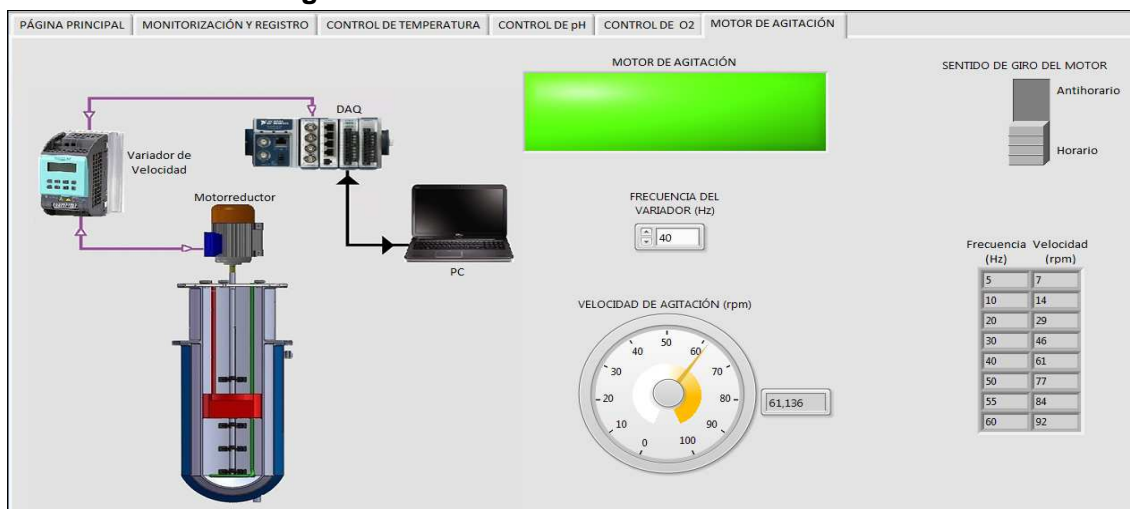 PÁGINA PRINCIPAL
MONITORIZACIÓN Y REGISTRO
CONTROL DE TEMPERATURA
CONTROL DE pH
CONTROL DE O2
MOTOR DE AGITACIÓN
DAQ
Variador de
Velocidad
Motorreductor
PC
MOTOR DE AGITACIÓN
FRECUENCIA DEL
VARIADOR (Hz)
40
VELOCIDAD DE AGITACIÓN (rpm)
0
10
20
30
40
50
60
70
80
90
100
61,136
SENTIDO DE GIRO DEL MOTOR
Antihorario
Horario
Frecuencia Velocidad
(Hz) (rpm)
5 7
10 14
20 29
30 46
40 61
50 77
55 84
60 92